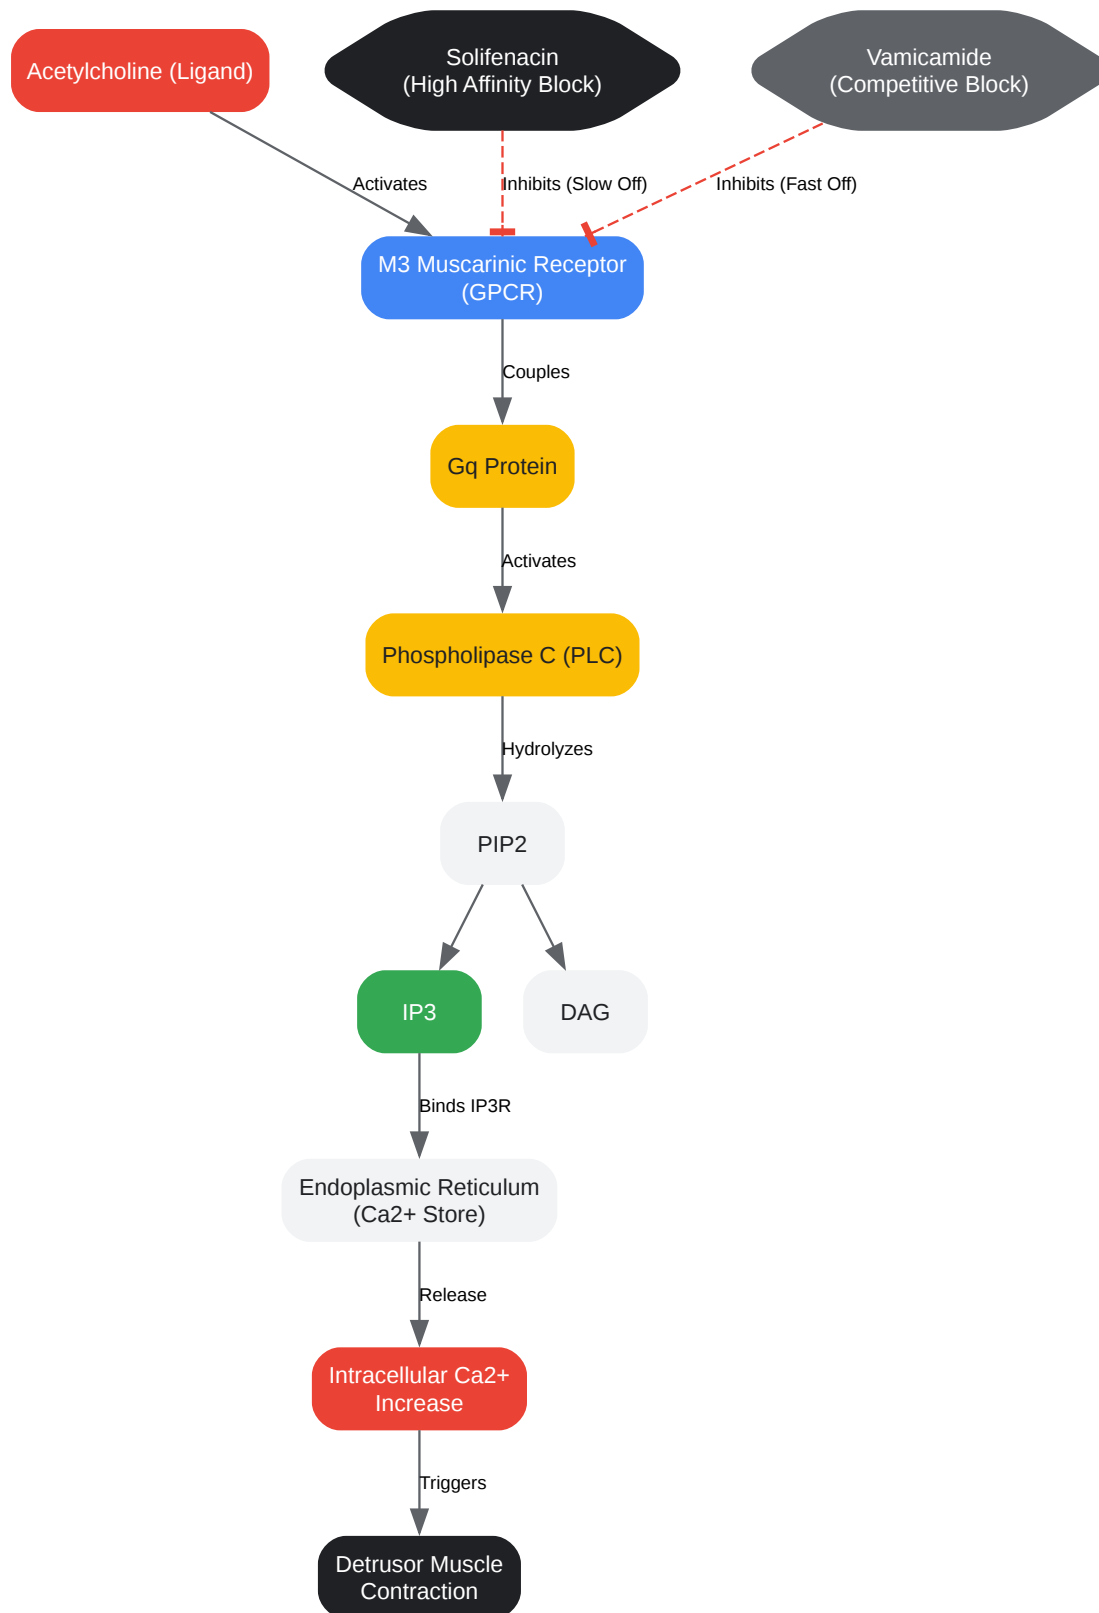 Acetylcholine (Ligand)
Solifenacin
(High Affinity Block)
Vamicamide
(Competitive Block)
Activates
Inhibits (Slow Off)
Inhibits (Fast Off)
M3 Muscarinic Receptor
(GPCR)
Couples
Gq Protein
Activates
Phospholipase C (PLC)
Hydrolyzes
PIP2
IP3
DAG
Binds IP3R
Endoplasmic Reticulum
(Ca2+ Store)
Release
Intracellular Ca2+
Increase
Triggers
Detrusor Muscle
Contraction